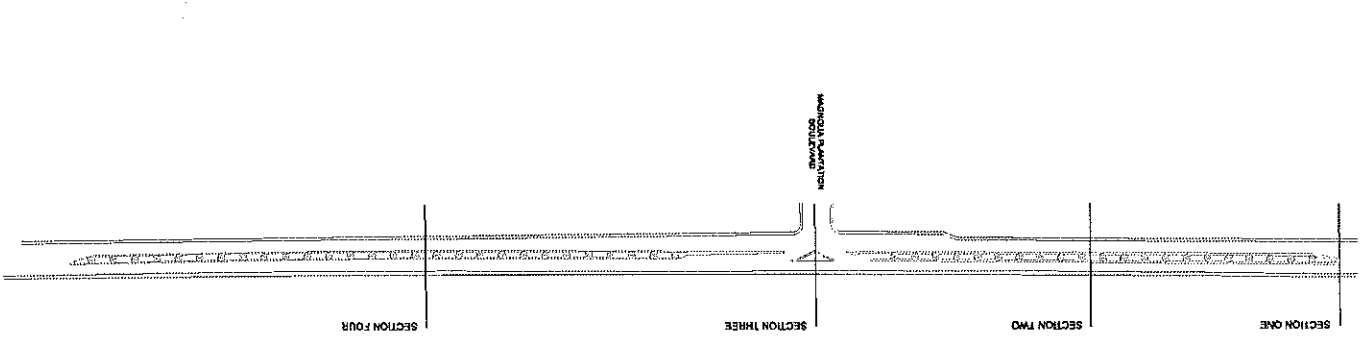 MAGNOLIA PLANTATION
BOULEVARD
SECTION ONE
SECTION TWO
SECTION THREE
SECTION FOUR